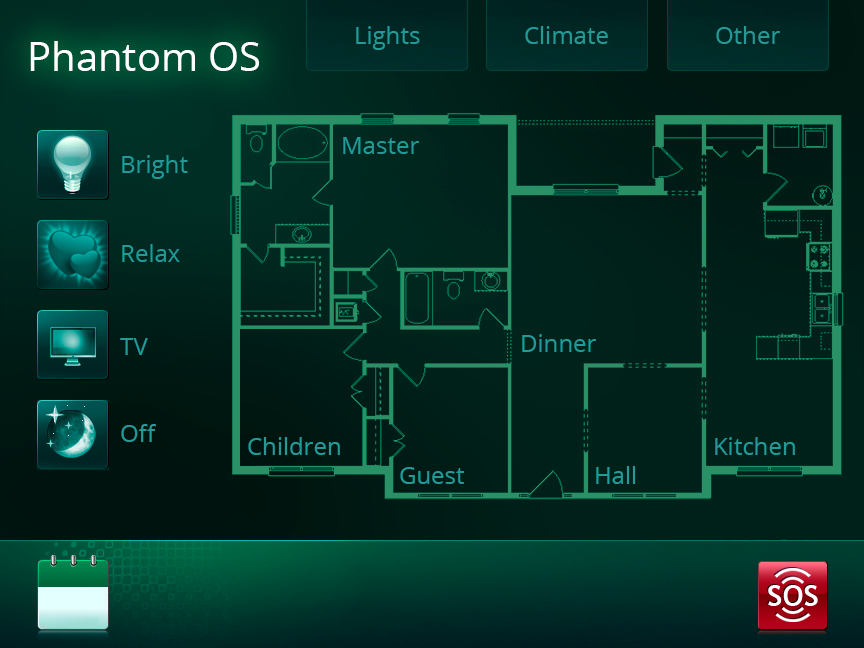 Phantom OS
Lights
Climate
Other
Bright
Relax
TV
Off
Master
Dinner
Children
Guest
Hall
Kitchen
SOS